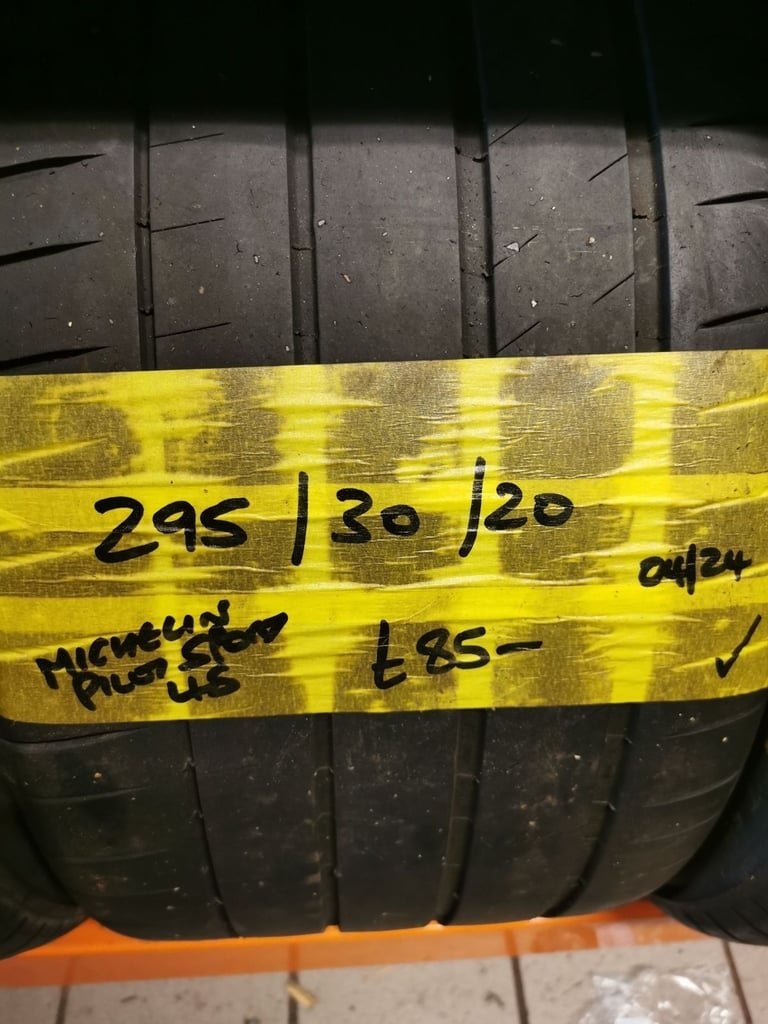 295/30/20
04/24
MICHELIN
PILOT SPORT
4S
£85-
✓